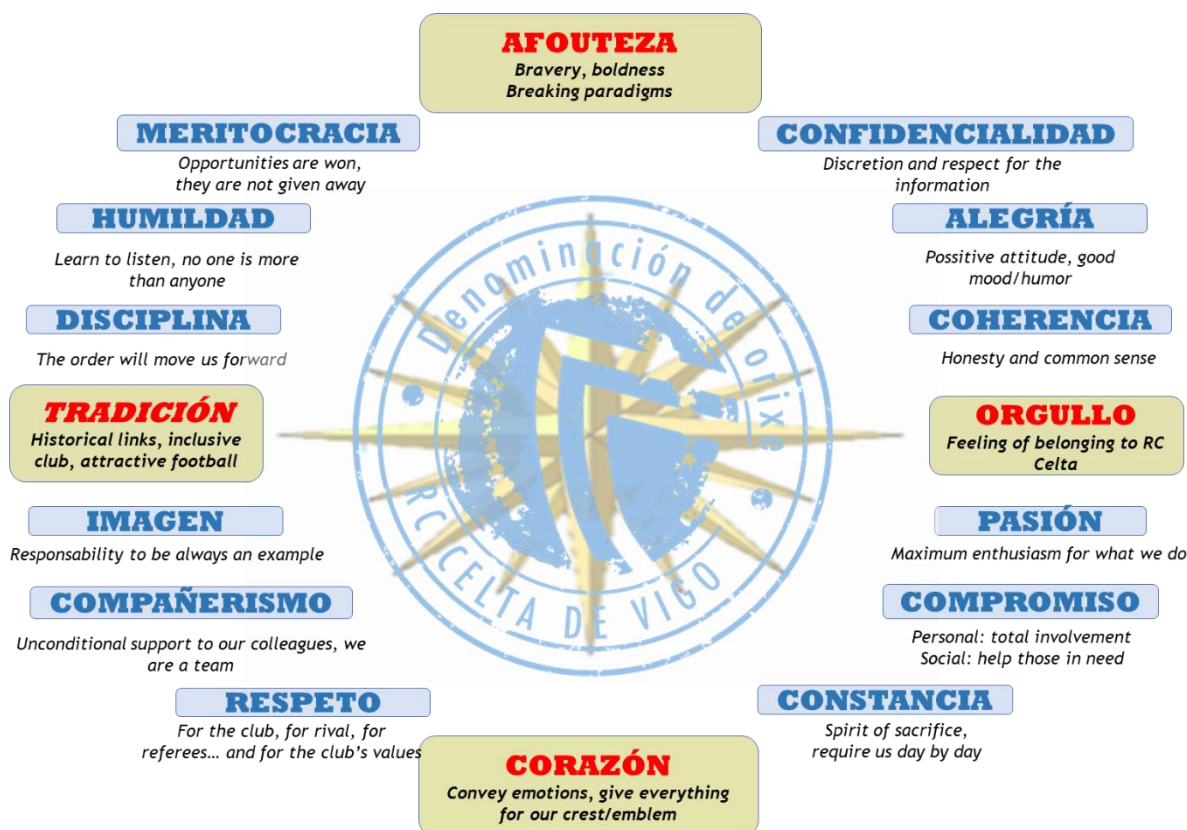 AFOUTEZA
Bravery, boldness
Breaking paradigms
MERITOCRACIA
Opportunities are won,
they are not given away
CONFIDENCIALIDAD
Discretion and respect for the
information
HUMILDAD
Learn to listen, no one is more
than anyone
ALEGRÍA
Possitive attitude, good
mood/humor
DISCIPLINA
The order will move us forward
COHERENCIA
Honesty and common sense
TRADICIÓN
Historical links, inclusive
club, attractive football
Denominación de orixe
RC CELTA DE VIGO
ORGULLO
Feeling of belonging to RC
Celta
IMAGEN
Responsability to be always an example
PASIÓN
Maximum enthusiasm for what we do
COMPAÑERISMO
Unconditional support to our colleagues, we
are a team
COMPROMISO
Personal: total involvement
Social: help those in need
RESPETO
For the club, for rival, for
referees... and for the club's values
CONSTANCIA
Spirit of sacrifice,
require us day by day
CORAZÓN
Convey emotions, give everything
for our crest/emblem